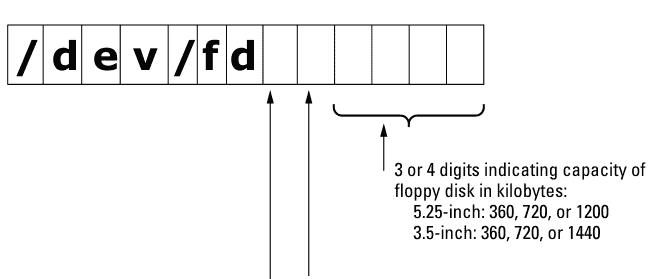 /dev/fd
3 or 4 digits indicating capacity of
floppy disk in kilobytes:
5.25-inch: 360, 720, or 1200
3.5-inch: 360, 720, or 1440